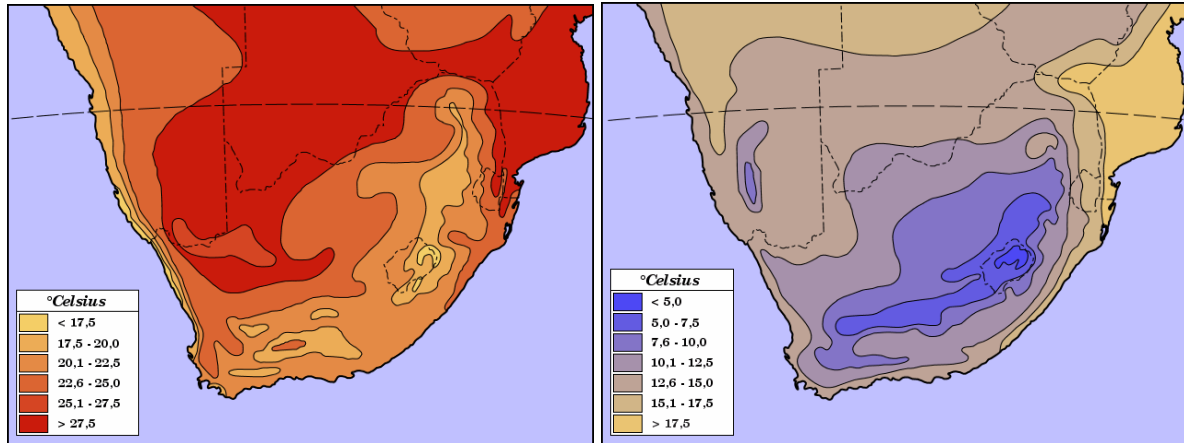 °Celsius
< 17,5
17,5 - 20,0
20,1 - 22,5
22,6 - 25,0
25,1 - 27,5
> 27,5
°Celsius
< 5,0
5,0 - 7,5
7,6 - 10,0
10,1 - 12,5
12,6 - 15,0
15,1 - 17,5
> 17,5